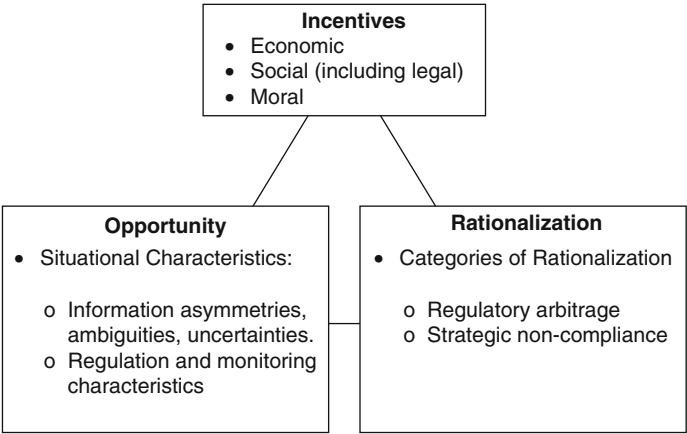 Incentives
• Economic
• Social (including legal)
• Moral
Opportunity
• Situational Characteristics:
o Information asymmetries,
ambiguities, uncertainties.
o Regulation and monitoring
characteristics
Rationalization
• Categories of Rationalization
o Regulatory arbitrage
o Strategic non-compliance